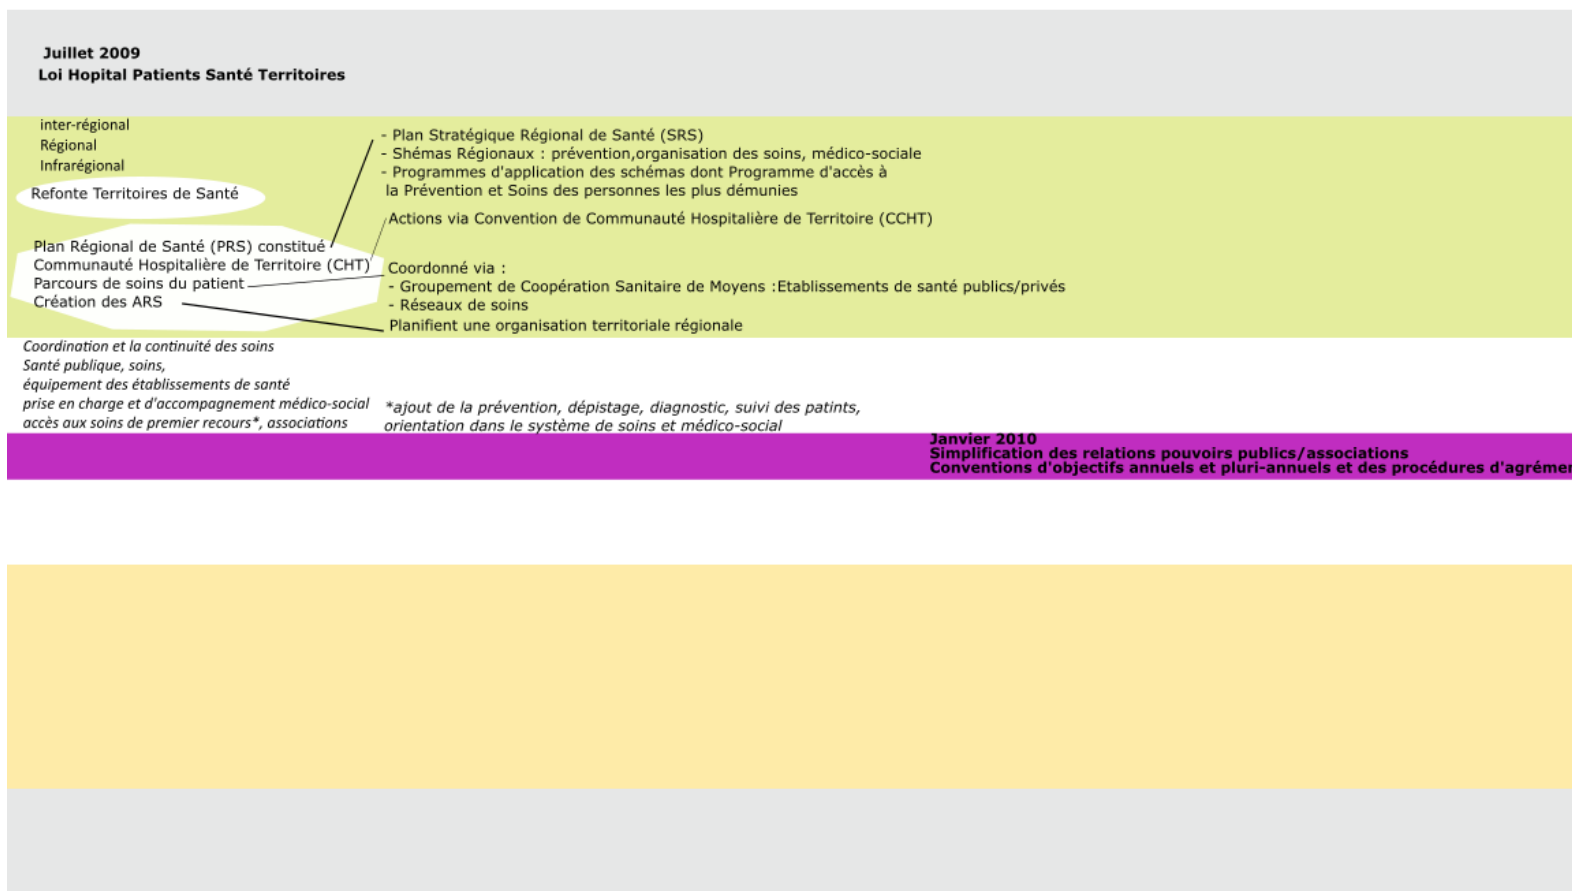 Juillet 2009
Loi Hopital Patients Santé Territoires
inter-régional
Régional
Infrarégional
Refonte Territoires de Santé
- Plan Stratégique Régional de Santé (SRS)
- Shémas Régionaux : prévention,organisation des soins, médico-sociale
- Programmes d'application des schémas dont Programme d'accès à
la Prévention et Soins des personnes les plus démunies
Actions via Convention de Communauté Hospitalière de Territoire (CCHT)
Plan Régional de Santé (PRS) constitué
Communauté Hospitalière de Territoire (CHT)
Parcours de soins du patient
Création des ARS
Coordonné via :
- Groupement de Coopération Sanitaire de Moyens :Etablissements de santé publics/privés
- Réseaux de soins
Planifient une organisation territoriale régionale
Coordination et la continuité des soins
Santé publique, soins,
équipement des établissements de santé
prise en charge et d'accompagnement médico-social
accès aux soins de premier recours*, associations
*ajout de la prévention, dépistage, diagnostic, suivi des patints,
orientation dans le système de soins et médico-social
Janvier 2010
Simplification des relations pouvoirs publics/associations
Conventions d'objectifs annuels et pluri-annuels et des procédures